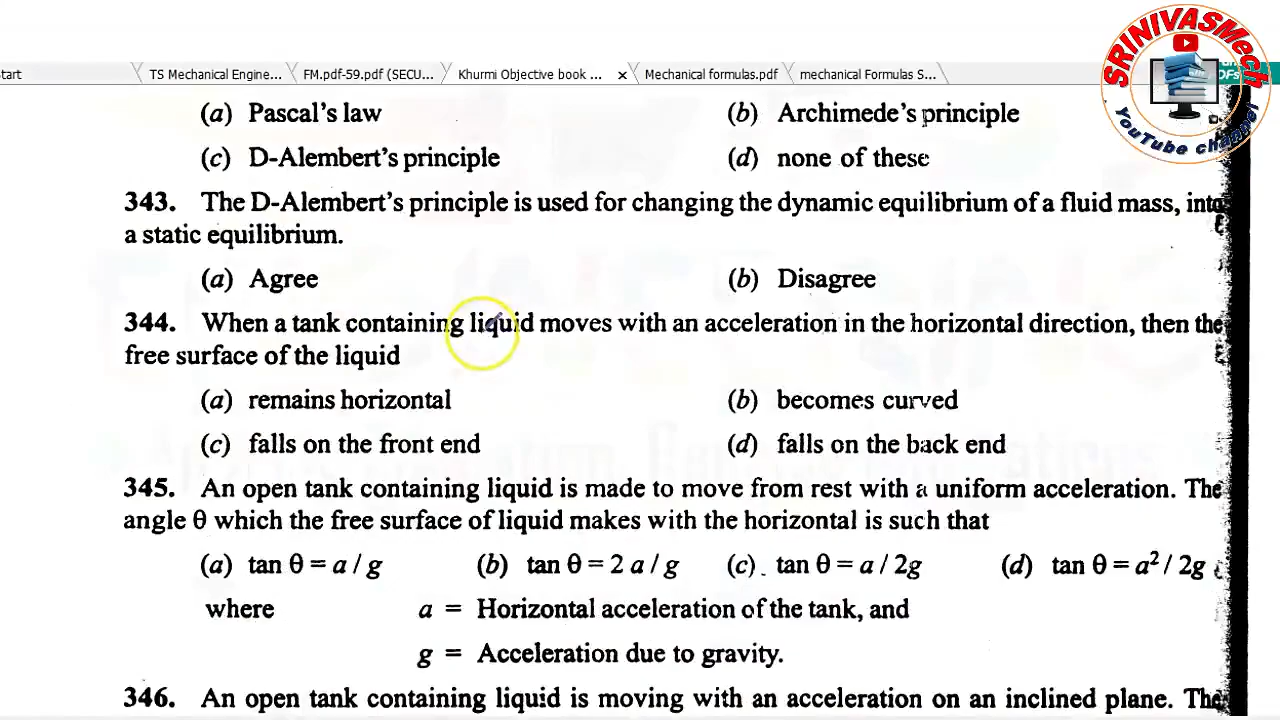 SRINIVASMech
YouTube channel
DFs
tart
TS Mechanical Engine...
FM.pdf-59.pdf (SECU...
Khurmi Objective book ...
×
Mechanical formulas.pdf
mechanical Formulas S...
(a) Pascal's law
(b) Archimede's principle
(c) D-Alembert's principle
(d) none of these
343. The D-Alembert's principle is used for changing the dynamic equilibrium of a fluid mass, into
a static equilibrium.
(a) Agree
(b) Disagree
344. When a tank containing liquid moves with an acceleration in the horizontal direction, then the
free surface of the liquid
(a) remains horizontal
(b) becomes curved
(c) falls on the front end
(d) falls on the back end
345. An open tank containing liquid is made to move from rest with a uniform acceleration. The
angle θ which the free surface of liquid makes with the horizontal is such that
(a) tan θ = a / g
(b) tan θ = 2 a / g
(c) tan θ = a / 2g
(d) tan θ = a² / 2g
where a = Horizontal acceleration of the tank, and
g = Acceleration due to gravity.
346. An open tank containing liquid is moving with an acceleration on an inclined plane. The